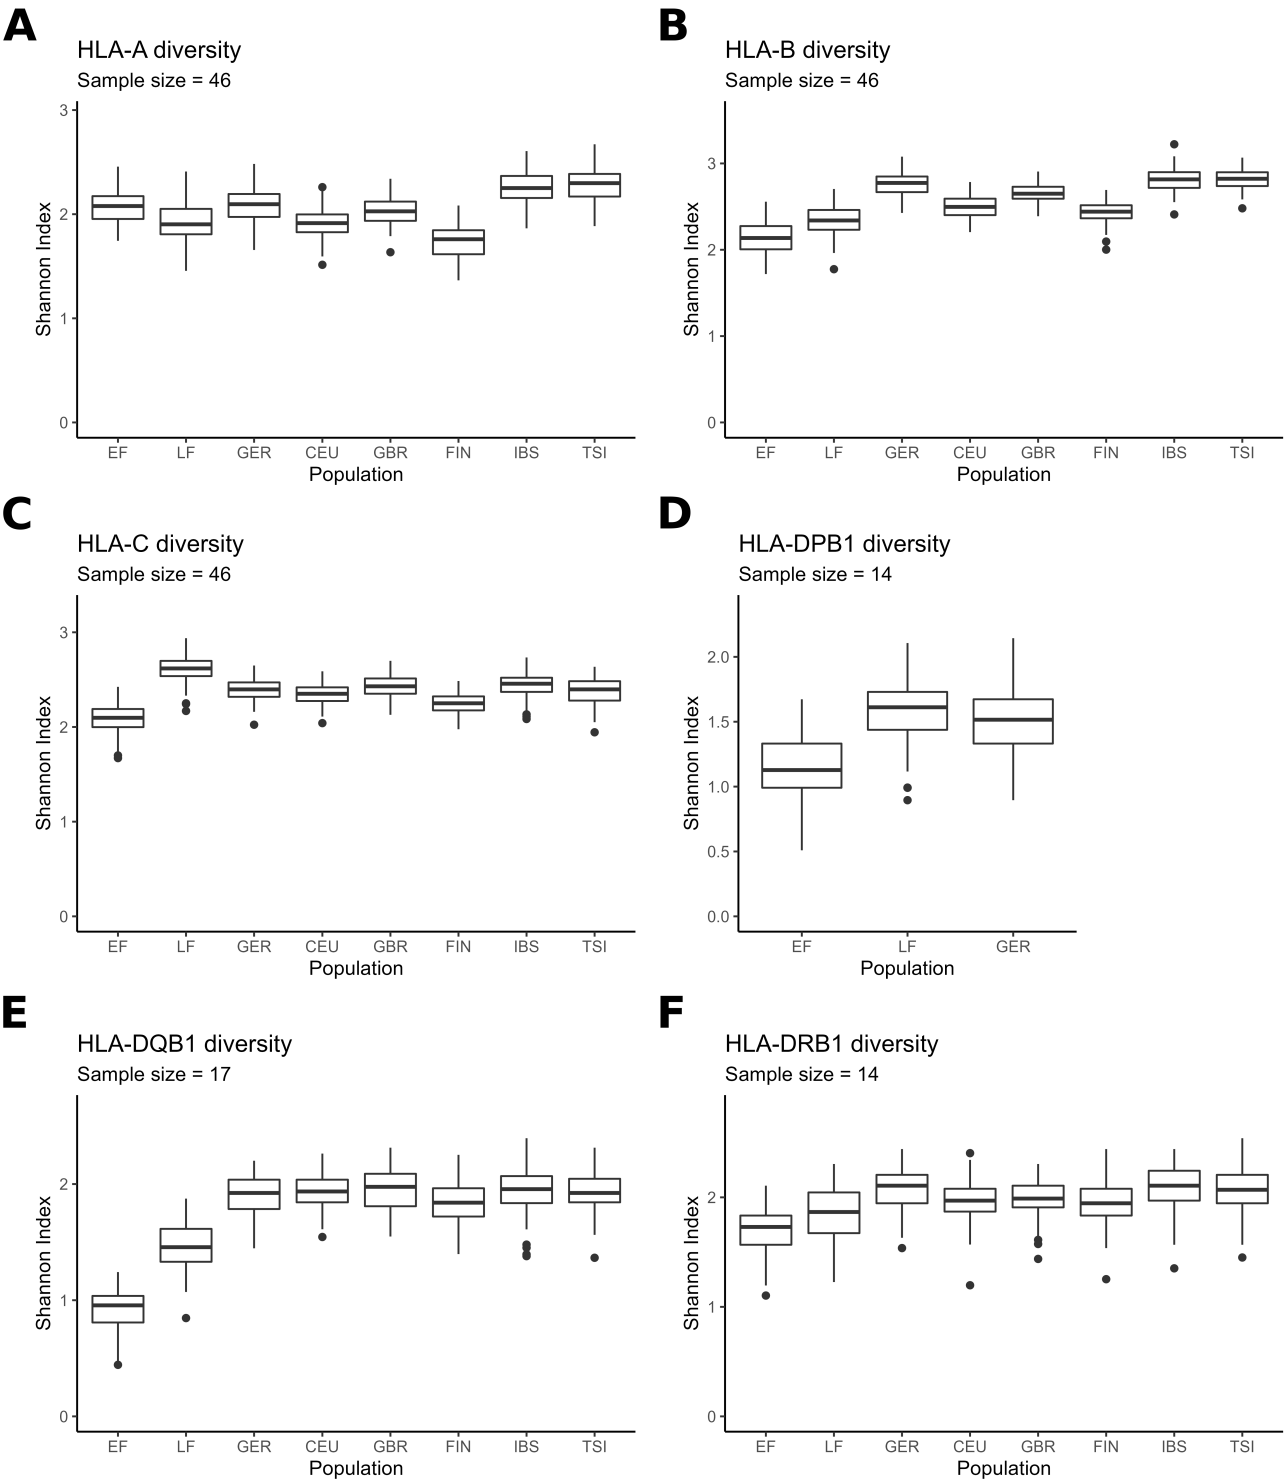 A
HLA-A diversity
Sample size = 46
Shannon Index
3
2
1
0
EF LF GER CEU GBR FIN IBS TSI
Population
B
HLA-B diversity
Sample size = 46
Shannon Index
3
2
1
0
EF LF GER CEU GBR FIN IBS TSI
Population
C
HLA-C diversity
Sample size = 46
Shannon Index
3
2
1
0
EF LF GER CEU GBR FIN IBS TSI
Population
D
HLA-DPB1 diversity
Sample size = 14
Shannon Index
2.0
1.5
1.0
0.5
0.0
EF LF GER
Population
E
HLA-DQB1 diversity
Sample size = 17
Shannon Index
2
1
0
EF LF GER CEU GBR FIN IBS TSI
Population
F
HLA-DRB1 diversity
Sample size = 14
Shannon Index
2
1
0
EF LF GER CEU GBR FIN IBS TSI
Population